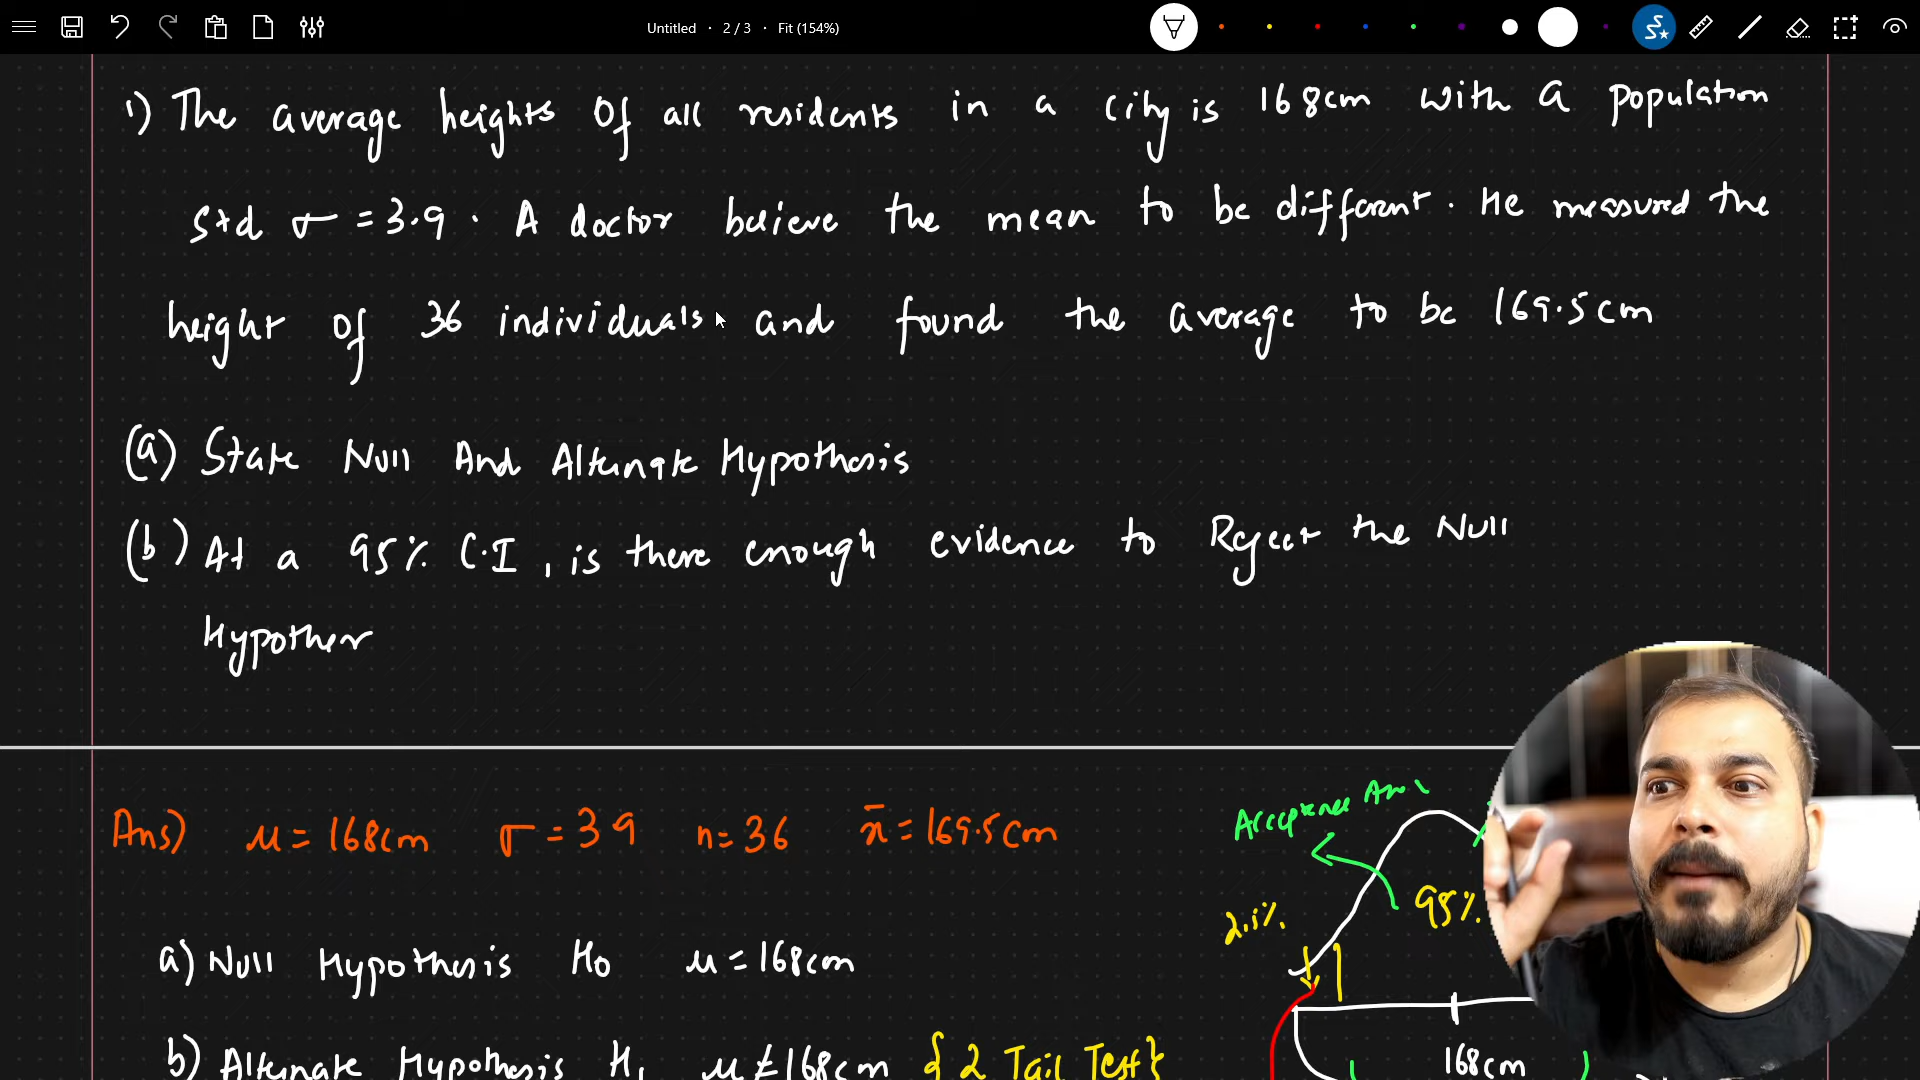 Untitled · 2 / 3 · Fit (154%)
1) The average heights Of all residents in a city is 168cm with a population
std σ = 3.9 . A doctor believe the mean to be different. He measured the
height of 36 individuals and found the average to be 169.5cm
(a) State Null And Alternate Hypothesis
(b) At a 95% C.I, is there enough evidence to Reject the Null
Hypother
Ans) μ = 168cm σ = 3 9 n = 36 x̄ = 169.5cm
Acceptance
95%
a) Null Hypothesis H₀ μ = 168cm
b) Alternate Hypothesis H₁ μ ≠ 168cm { 2 Tail Test}
168cm